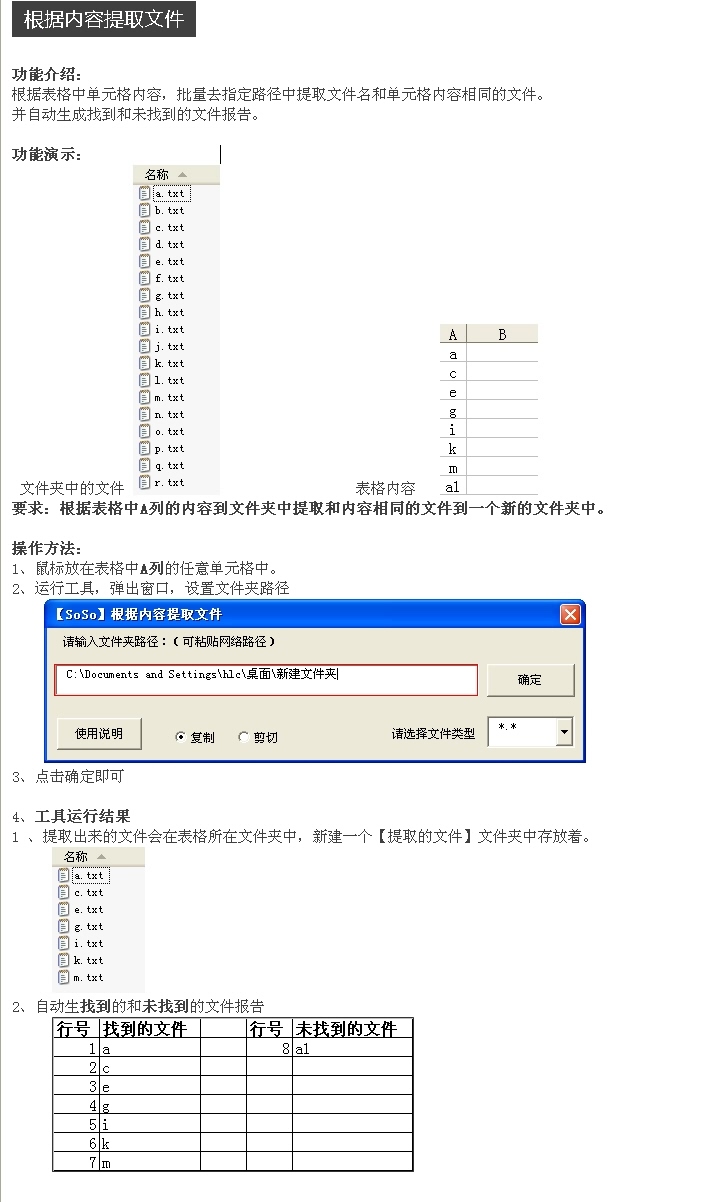 根据内容提取文件
功能介绍：
根据表格中单元格内容，批量去指定路径中提取文件名和单元格内容相同的文件。
并自动生成找到和未找到的文件报告。
功能演示：
名称
a.txt
b.txt
c.txt
d.txt
e.txt
f.txt
g.txt
h.txt
i.txt
j.txt
k.txt
l.txt
m.txt
n.txt
o.txt
p.txt
q.txt
r.txt
文件夹中的文件
A B
a
c
e
g
i
k
m
a1
表格内容
要求：根据表格中A列的内容到文件夹中提取和内容相同的文件到一个新的文件夹中。
操作方法：
1、鼠标放在表格中A列的任意单元格中。
2、运行工具，弹出窗口，设置文件夹路径
【SoSo】根据内容提取文件
请输入文件夹路径：（可粘贴网络路径）
C:\Documents and Settings\hlc\桌面\新建文件夹
确定
使用说明 复制 剪切 请选择文件类型 *.*
3、点击确定即可
4、工具运行结果
1 、提取出来的文件会在表格所在文件夹中，新建一个【提取的文件】文件夹中存放着。
名称
a.txt
c.txt
e.txt
g.txt
i.txt
k.txt
m.txt
2、自动生找到的和未找到的文件报告
行号 找到的文件 行号 未找到的文件
1 a 8 a1
2 c
3 e
4 g
5 i
6 k
7 m